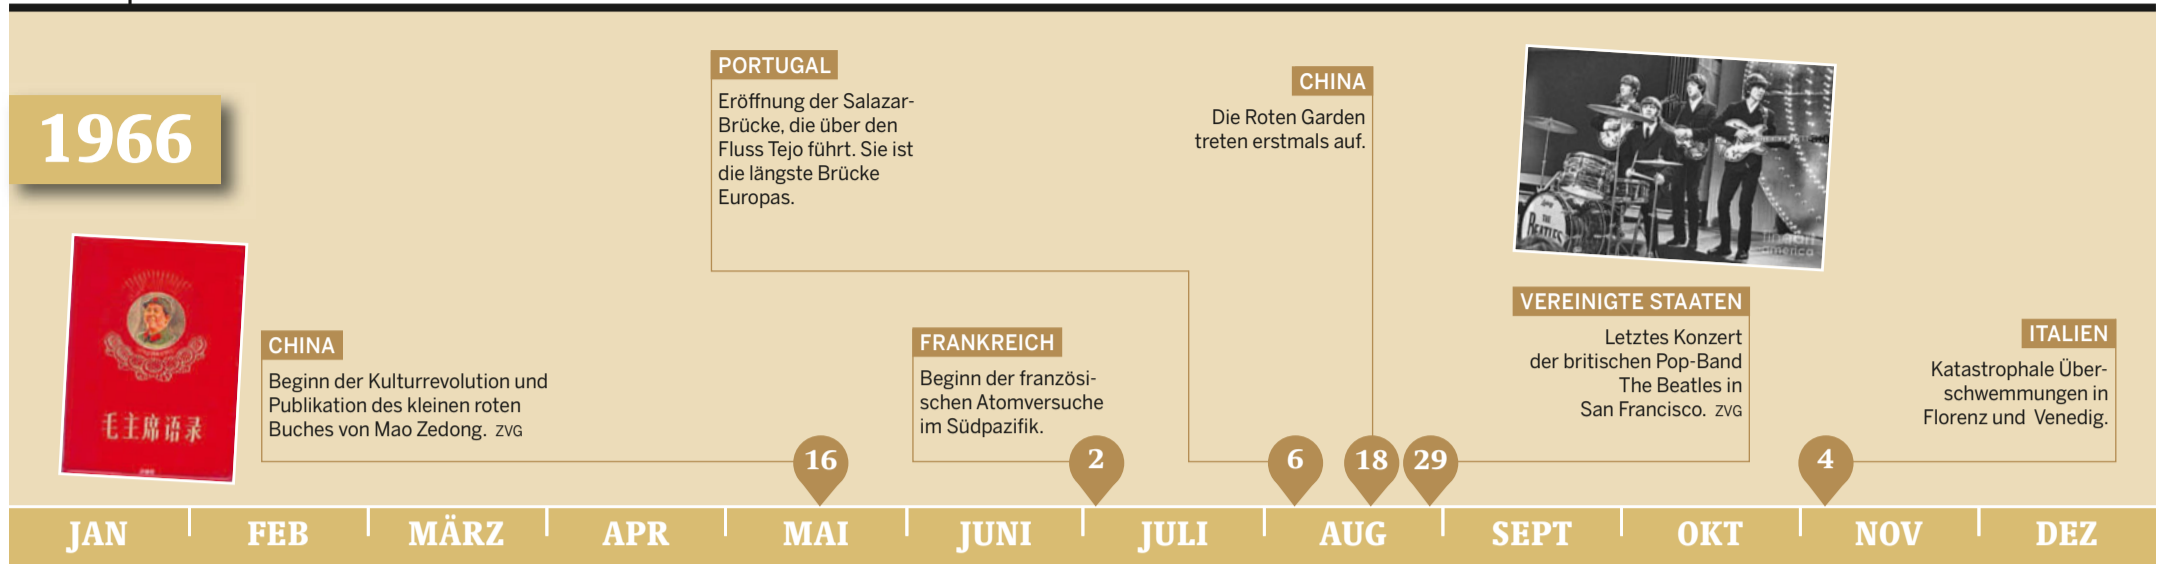 1966
毛主席语录
CHINA
Beginn der Kulturrevolution und
Publikation des kleinen roten
Buches von Mao Zedong. ZVG
PORTUGAL
Eröffnung der Salazar-
Brücke, die über den
Fluss Tejo führt. Sie ist
die längste Brücke
Europas.
FRANKREICH
Beginn der französi-
schen Atomversuche
im Südpazifik.
CHINA
Die Roten Garden
treten erstmals auf.
THE
BEATLES
fineart
america
VEREINIGTE STAATEN
Letztes Konzert
der britischen Pop-Band
The Beatles in
San Francisco. ZVG
ITALIEN
Katastrophale Über-
schwemmungen in
Florenz und Venedig.
16 2 6 18 29 4
JAN FEB MÄRZ APR MAI JUNI JULI AUG SEPT OKT NOV DEZ